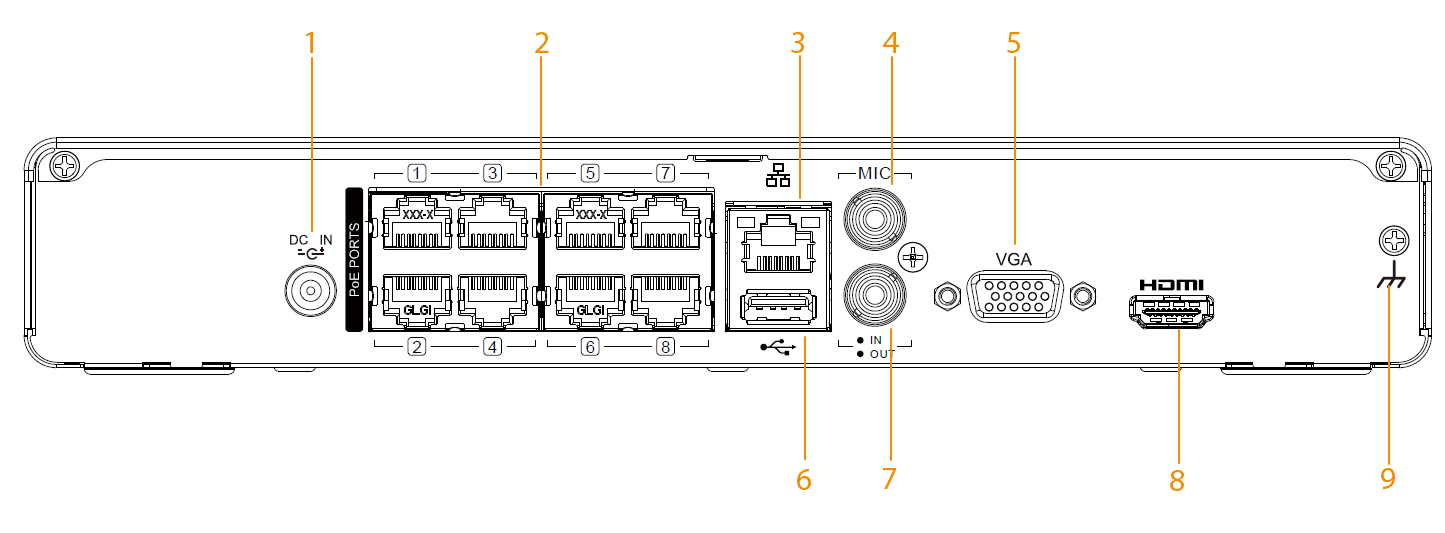 1 2 3 4 5
1 3 5 7 MIC
XXX-X XXX-X
DC IN
PoE PORTS
VGA
HDMI
GLGI GLGI
2 4 6 8
IN
OUT
6 7 8 9